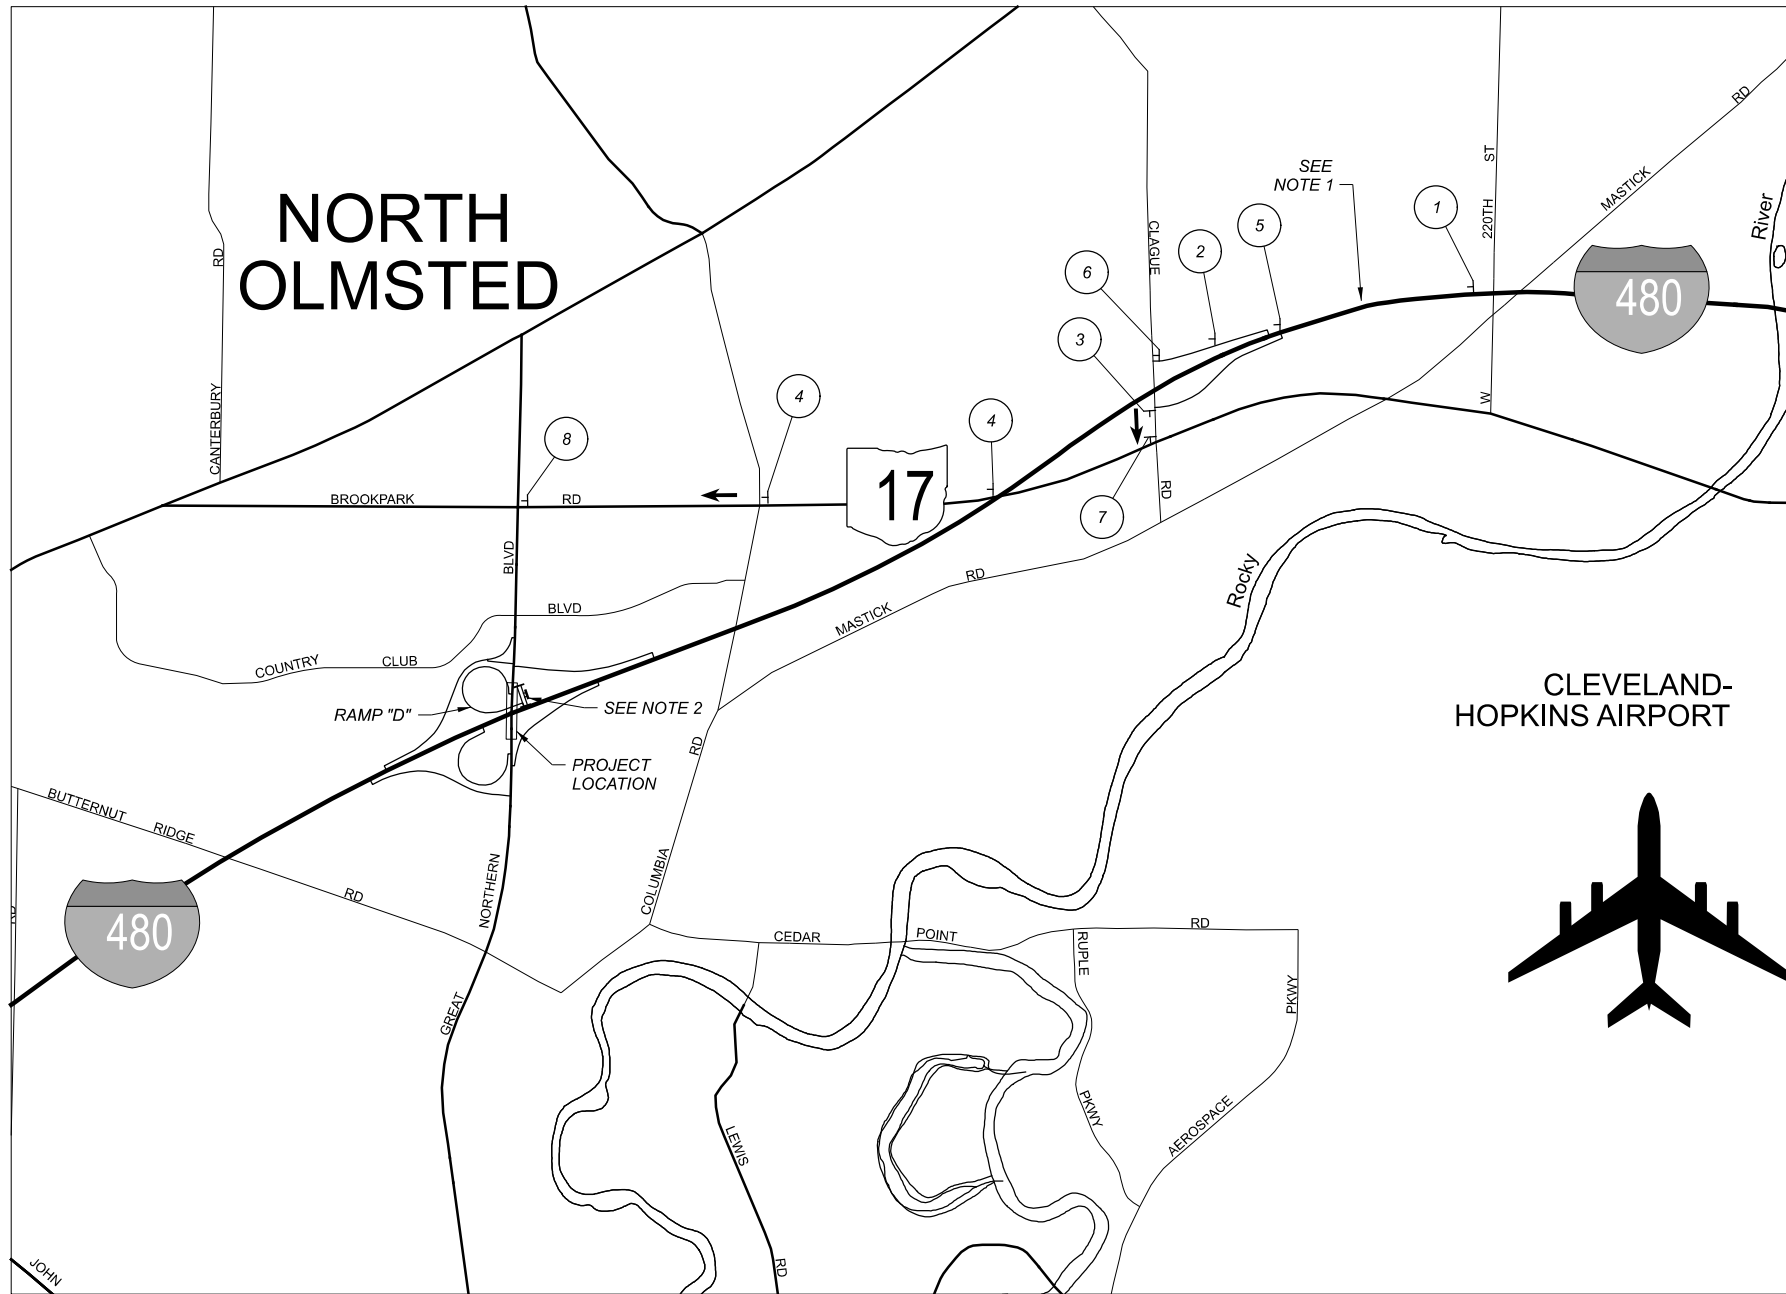 NORTH
OLMSTED
CANTERBURY
RD
SEE
NOTE 1
1
5
2
6
3
4
4
8
7
CLAGUE
RD
W
220TH
ST
MASTICK
RD
River
480
17
BROOKPARK
RD
BLVD
COUNTRY
CLUB
BLVD
MASTICK
RD
Rocky
RAMP "D"
SEE NOTE 2
PROJECT
LOCATION
CLEVELAND-
HOPKINS AIRPORT
BUTTERNUT
RIDGE
RD
480
GREAT
NORTHERN
COLUMBIA
RD
CEDAR
POINT
RD
RUPLE
PKWY
AEROSPACE
PKWY
LEWIS
RD
JOHN